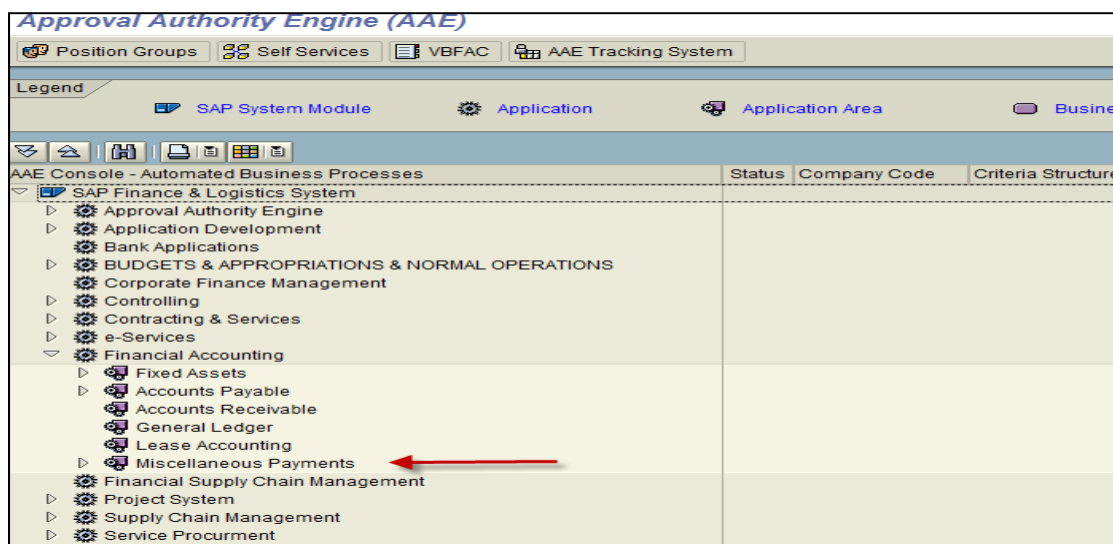 Approval Authority Engine (AAE)
Position Groups Self Services VBFAC AAE Tracking System
Legend
SAP System Module Application Application Area Busine
AAE Console - Automated Business Processes Status Company Code Criteria Structure
SAP Finance & Logistics System
Approval Authority Engine
Application Development
Bank Applications
BUDGETS & APPROPRIATIONS & NORMAL OPERATIONS
Corporate Finance Management
Controlling
Contracting & Services
e-Services
Financial Accounting
Fixed Assets
Accounts Payable
Accounts Receivable
General Ledger
Lease Accounting
Miscellaneous Payments
Financial Supply Chain Management
Project System
Supply Chain Management
Service Procurment